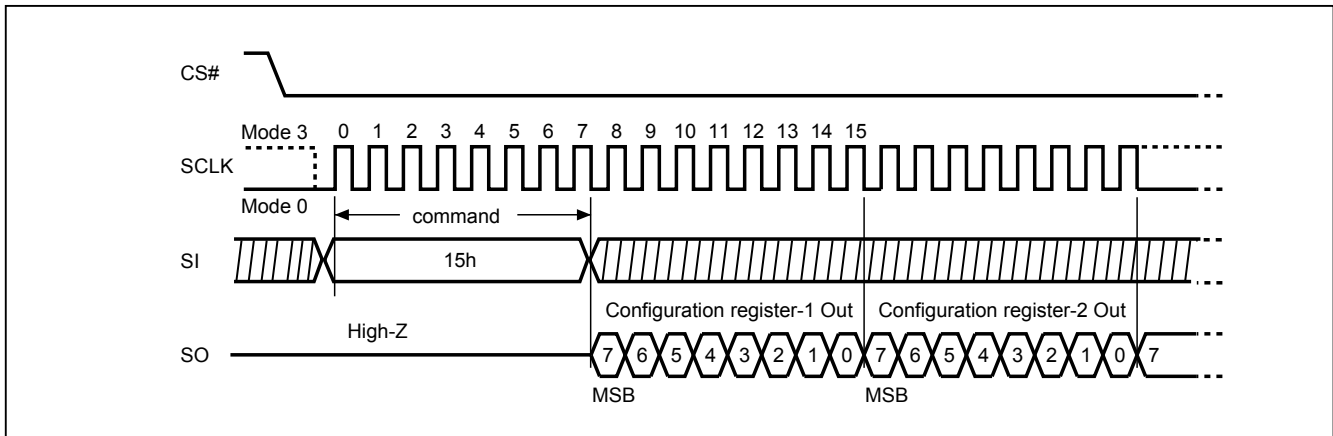 CS#
Mode 3 0 1 2 3 4 5 6 7 8 9 10 11 12 13 14 15
SCLK
Mode 0
command
SI 15h
Configuration register-1 Out Configuration register-2 Out
High-Z
SO 7 6 5 4 3 2 1 0 7 6 5 4 3 2 1 0 7
MSB MSB